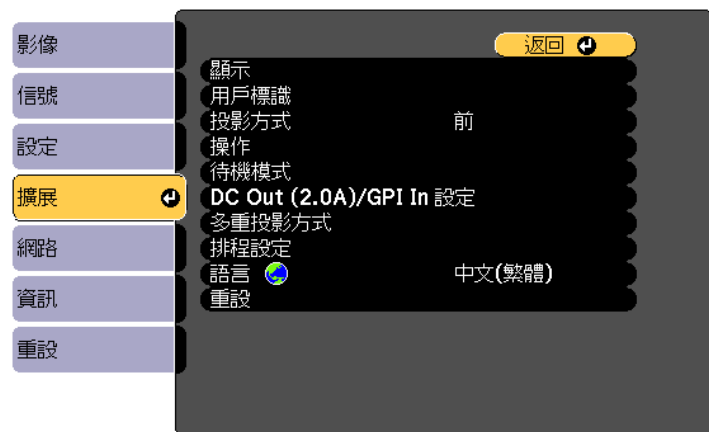 影像
信號
設定
擴展
網路
資訊
重設
返回
顯示
用戶標識
投影方式 前
操作
待機模式
DC Out (2.0A)/GPI In 設定
多重投影方式
排程設定
語言 中文(繁體)
重設